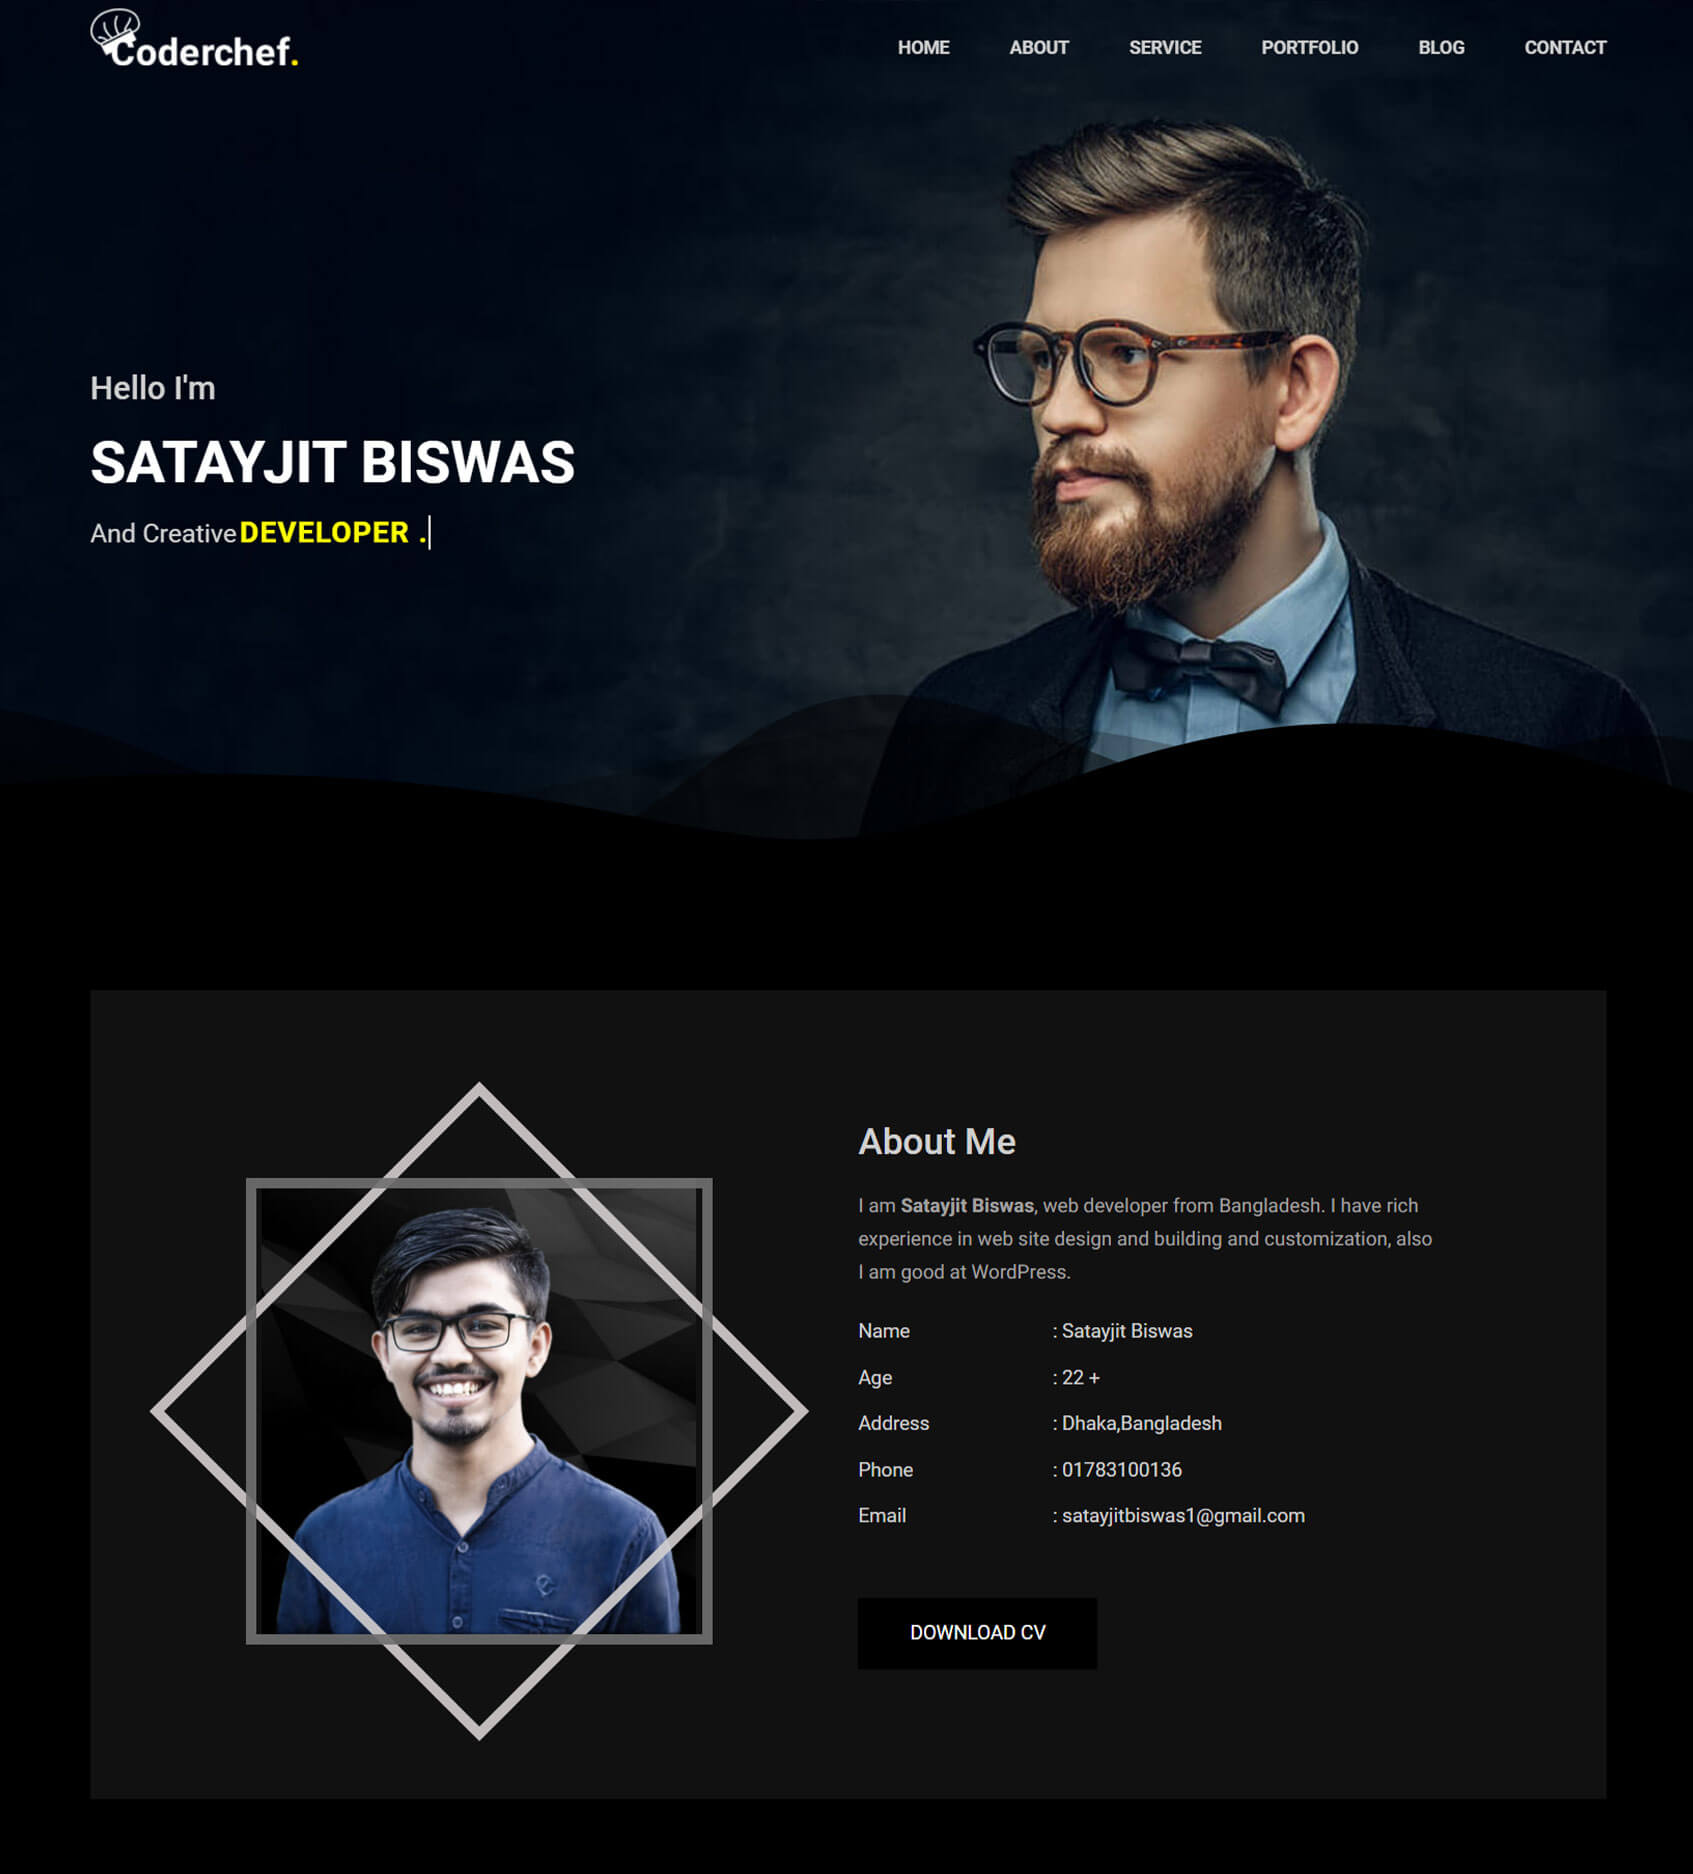 Coderchef.
HOME ABOUT SERVICE PORTFOLIO BLOG CONTACT
Hello I'm
SATAYJIT BISWAS
And Creative DEVELOPER .
About Me
I am Satayjit Biswas, web developer from Bangladesh. I have rich
experience in web site design and building and customization, also
I am good at WordPress.
Name : Satayjit Biswas
Age : 22 +
Address : Dhaka,Bangladesh
Phone : 01783100136
Email : satayjitbiswas1@gmail.com
DOWNLOAD CV